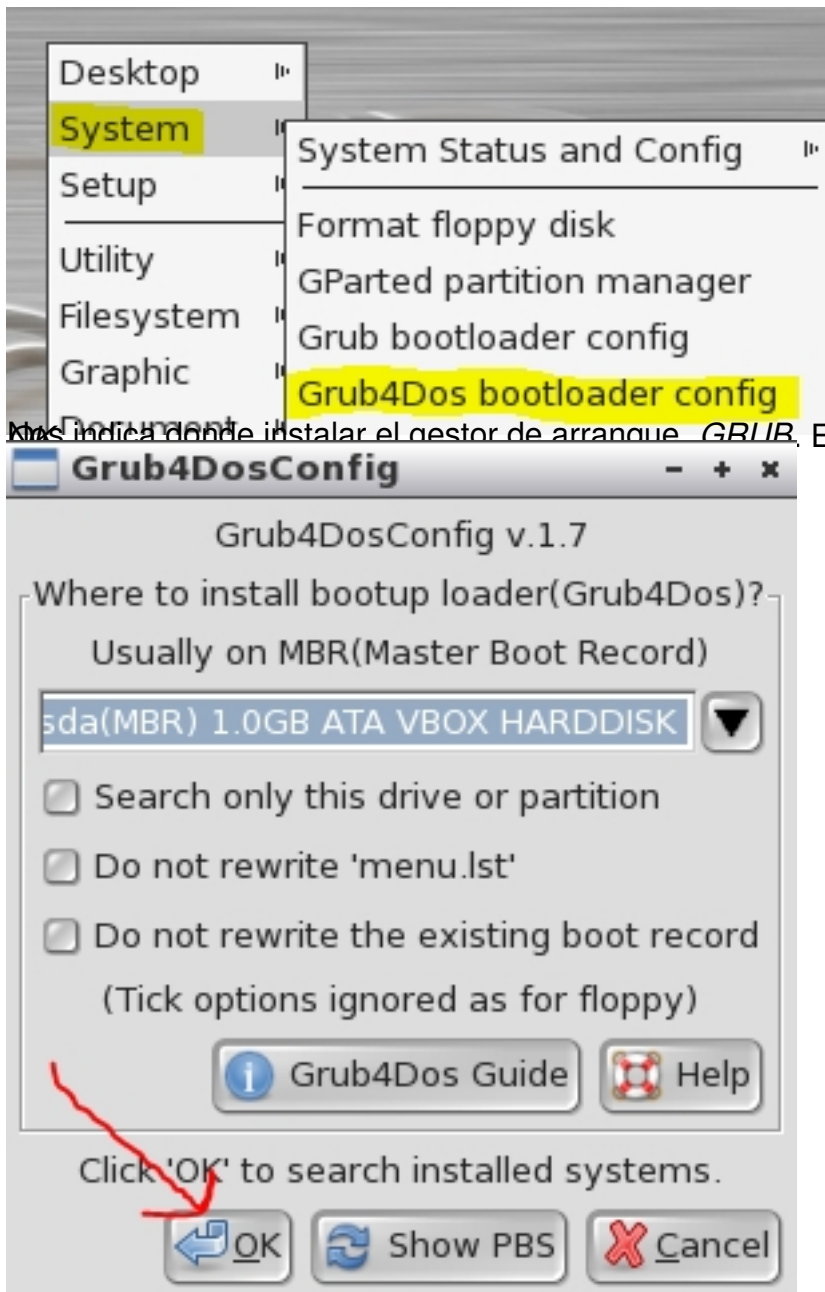 Desktop
System
Setup
Utility
Filesystem
Graphic
Document
System Status and Config
Format floppy disk
GParted partition manager
Grub bootloader config
Grub4Dos bootloader config
indica donde instalar el gestor de arranque, GRUB. E
Grub4DosConfig
Grub4DosConfig v.1.7
Where to install bootup loader(Grub4Dos)?
Usually on MBR(Master Boot Record)
sda(MBR) 1.0GB ATA VBOX HARDDISK
Search only this drive or partition
Do not rewrite 'menu.lst'
Do not rewrite the existing boot record
(Tick options ignored as for floppy)
Grub4Dos Guide
Help
Click 'OK' to search installed systems.
OK
Show PBS
Cancel